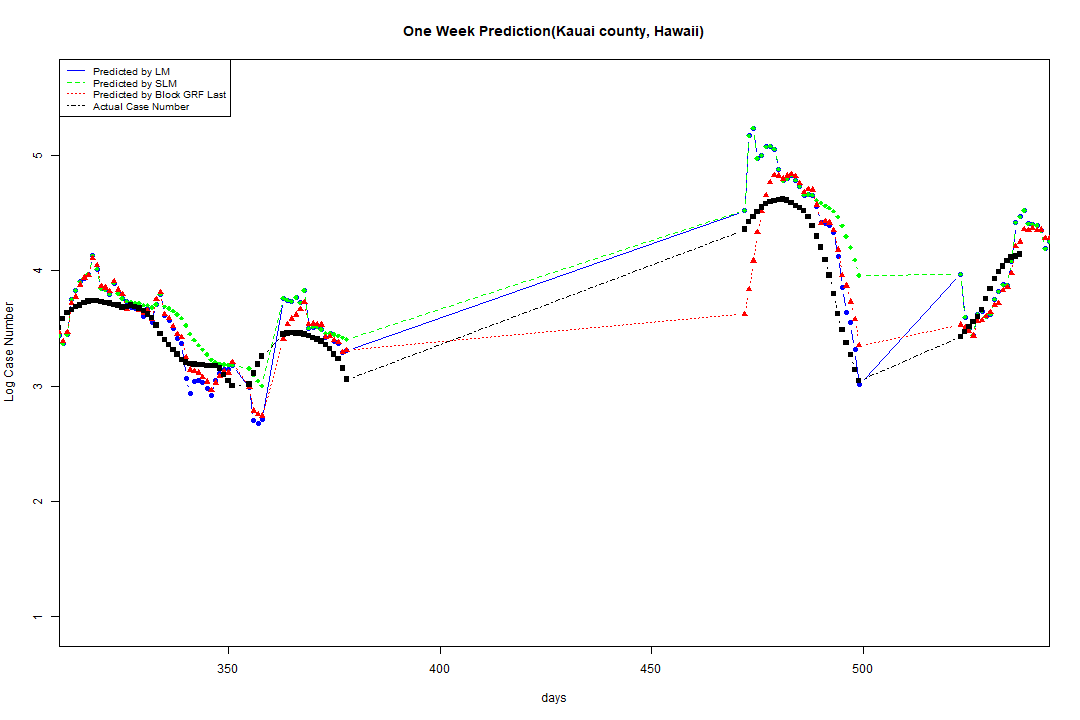 One Week Prediction(Kauai county, Hawaii)
Predicted by LM
Predicted by SLM
Predicted by Block GRF Last
Actual Case Number
Log Case Number
5
4
3
2
1
350
400
450
500
days